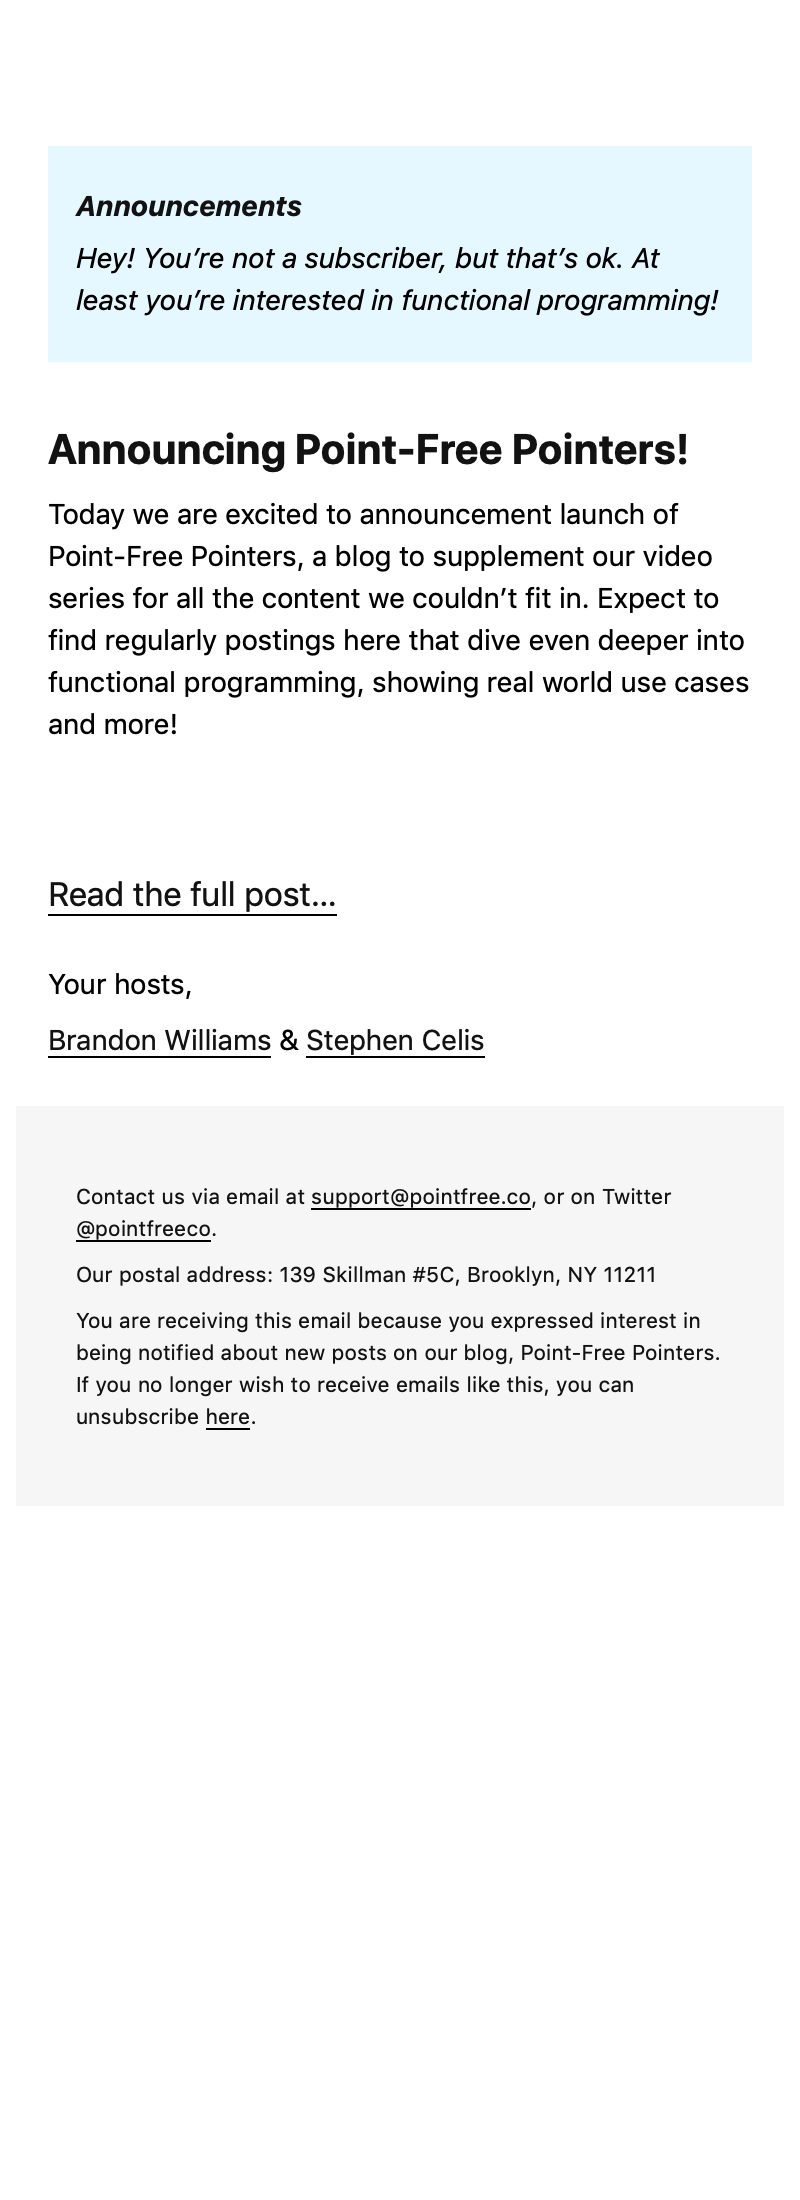 Announcements
Hey! You’re not a subscriber, but that’s ok. At
least you’re interested in functional programming!
Announcing Point-Free Pointers!
Today we are excited to announcement launch of
Point-Free Pointers, a blog to supplement our video
series for all the content we couldn’t fit in. Expect to
find regularly postings here that dive even deeper into
functional programming, showing real world use cases
and more!
Read the full post…
Your hosts,
Brandon Williams & Stephen Celis
Contact us via email at support@pointfree.co, or on Twitter
@pointfreeco.
Our postal address: 139 Skillman #5C, Brooklyn, NY 11211
You are receiving this email because you expressed interest in
being notified about new posts on our blog, Point-Free Pointers.
If you no longer wish to receive emails like this, you can
unsubscribe here.